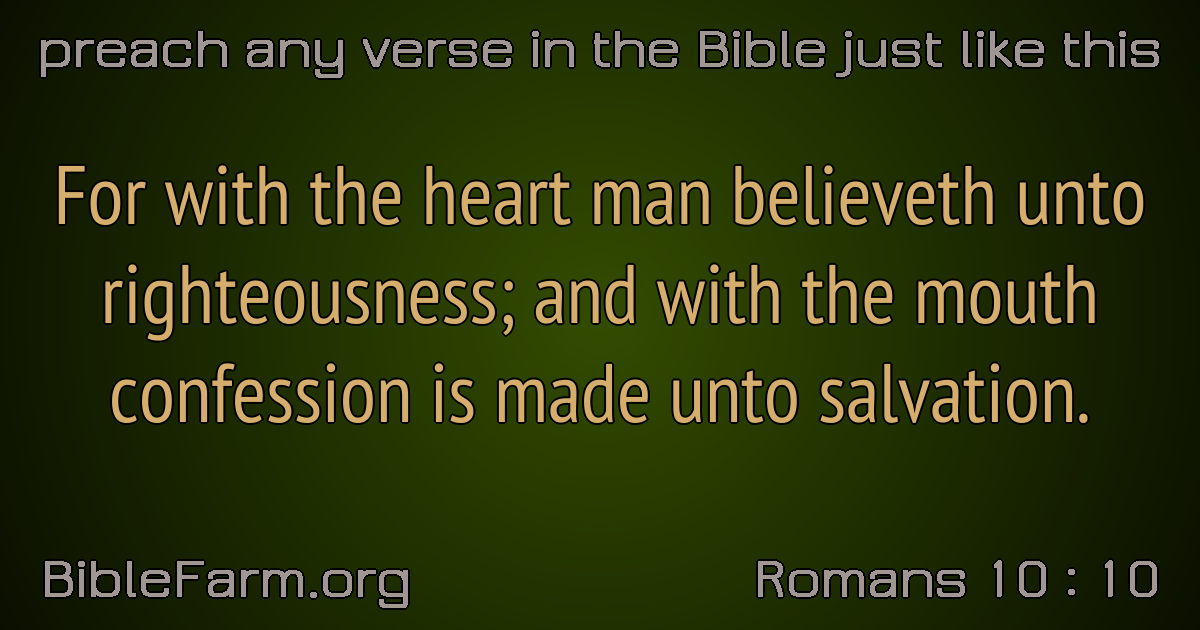 preach any verse in the Bible just like this
For with the heart man believeth unto
righteousness; and with the mouth
confession is made unto salvation.
BibleFarm.org
Romans 10 : 10